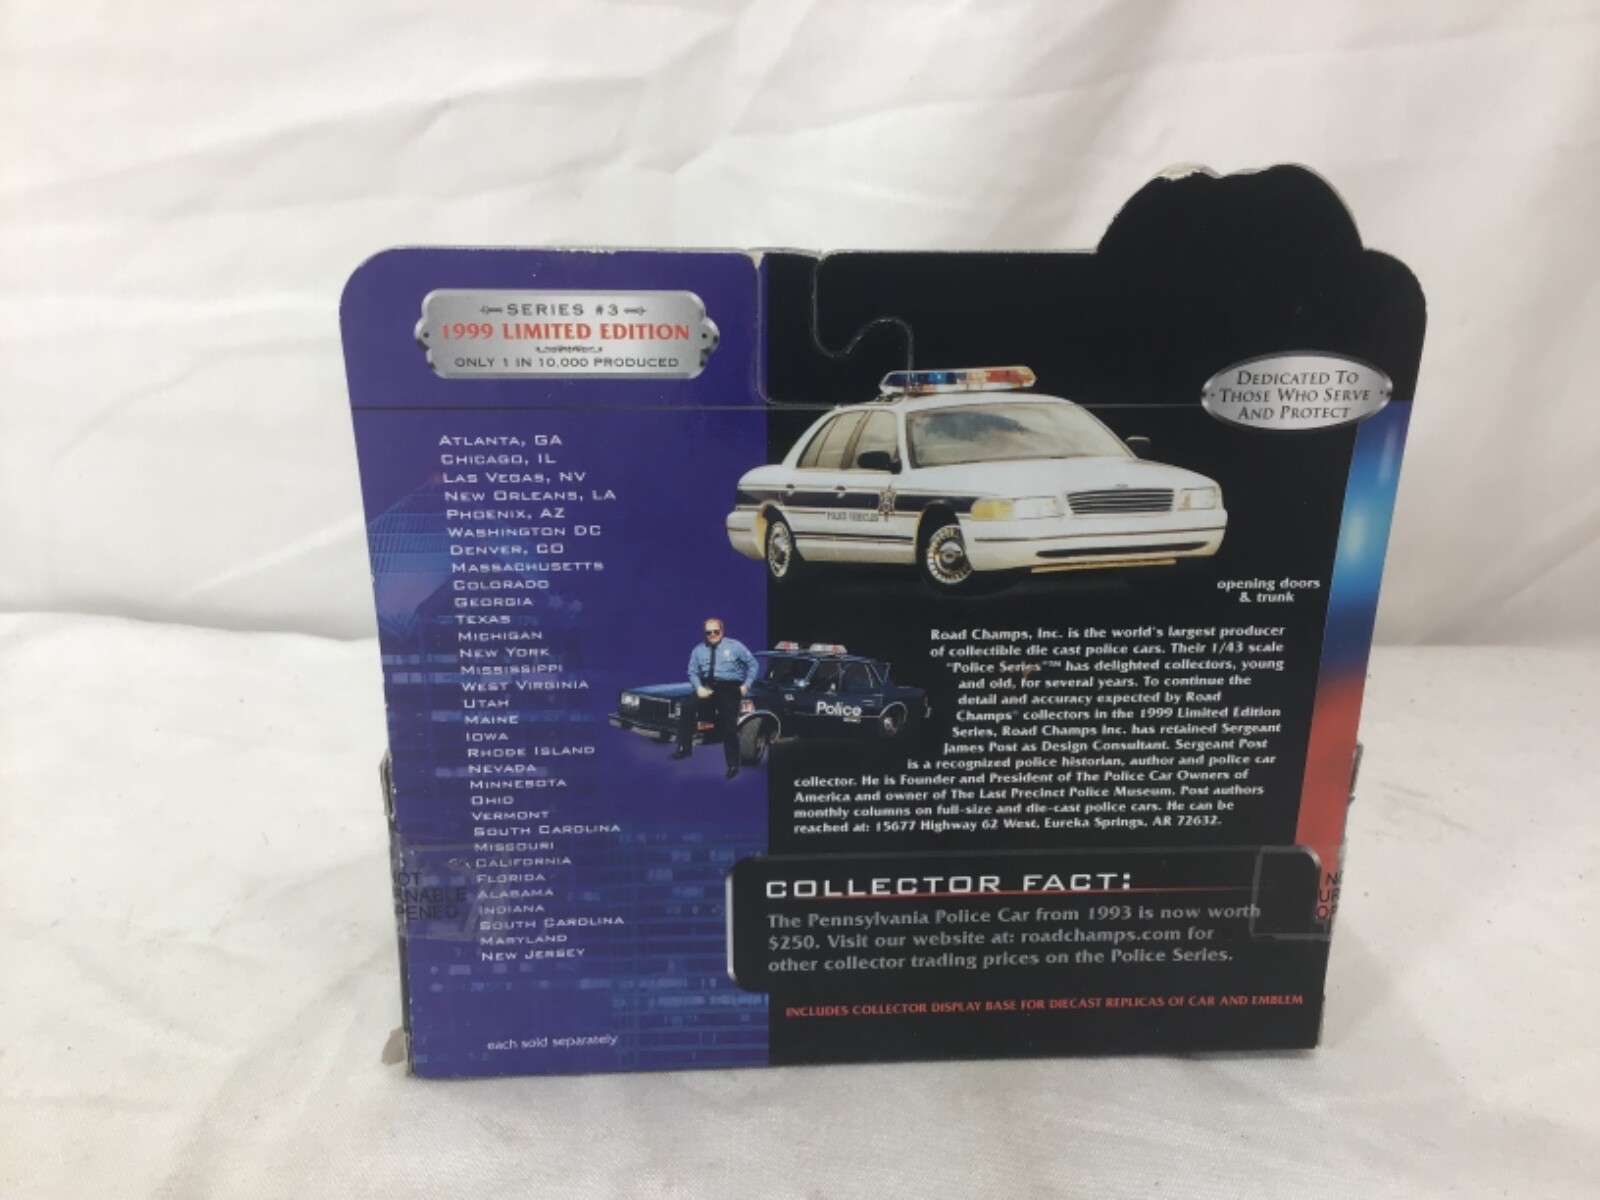 SERIES #3
1999 LIMITED EDITION
ONLY 1 IN 10,000 PRODUCED
ATLANTA, GA
CHICAGO, IL
LAS VEGAS, NV
NEW ORLEANS, LA
PHOENIX, AZ
WASHINGTON DC
DENVER, CO
MASSACHUSETTS
COLORADO
GEORGIA
TEXAS
MICHIGAN
NEW YORK
MISSISSIPPI
WEST VIRGINIA
UTAH
MAINE
IOWA
RHODE ISLAND
NEVADA
MINNESOTA
OHIO
VERMONT
SOUTH CAROLINA
MISSOURI
CALIFORNIA
FLORIDA
ALABAMA
INDIANA
SOUTH CAROLINA
MARYLAND
NEW JERSEY
each sold separately
DEDICATED TO
THOSE WHO SERVE
AND PROTECT
POLICE VEHICLES
opening doors
& trunk
Police
Road Champs, Inc. is the world's largest producer
of collectible die cast police cars. Their 1/43 scale
"Police Series"™ has delighted collectors, young
and old, for several years. To continue the
detail and accuracy expected by Road
Champs® collectors in the 1999 Limited Edition
Series, Road Champs Inc. has retained Sergeant
James Post as Design Consultant. Sergeant Post
is a recognized police historian, author and police car
collector. He is Founder and President of The Police Car Owners of
America and owner of The Last Precinct Police Museum. Post authors
monthly columns on full-size and die-cast police cars. He can be
reached at: 15677 Highway 62 West, Eureka Springs, AR 72632.
COLLECTOR FACT:
The Pennsylvania Police Car from 1993 is now worth
$250. Visit our website at: roadchamps.com for
other collector trading prices on the Police Series.
INCLUDES COLLECTOR DISPLAY BASE FOR DIECAST REPLICAS OF CAR AND EMBLEM
OT
RNABLE
PENED
NO
UR
OP